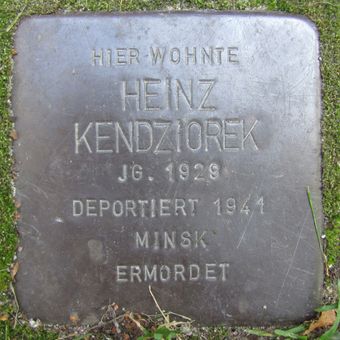 HIER WOHNTE
HEINZ
KENDZIOREK
JG. 1929
DEPORTIERT 1941
MINSK
ERMORDET